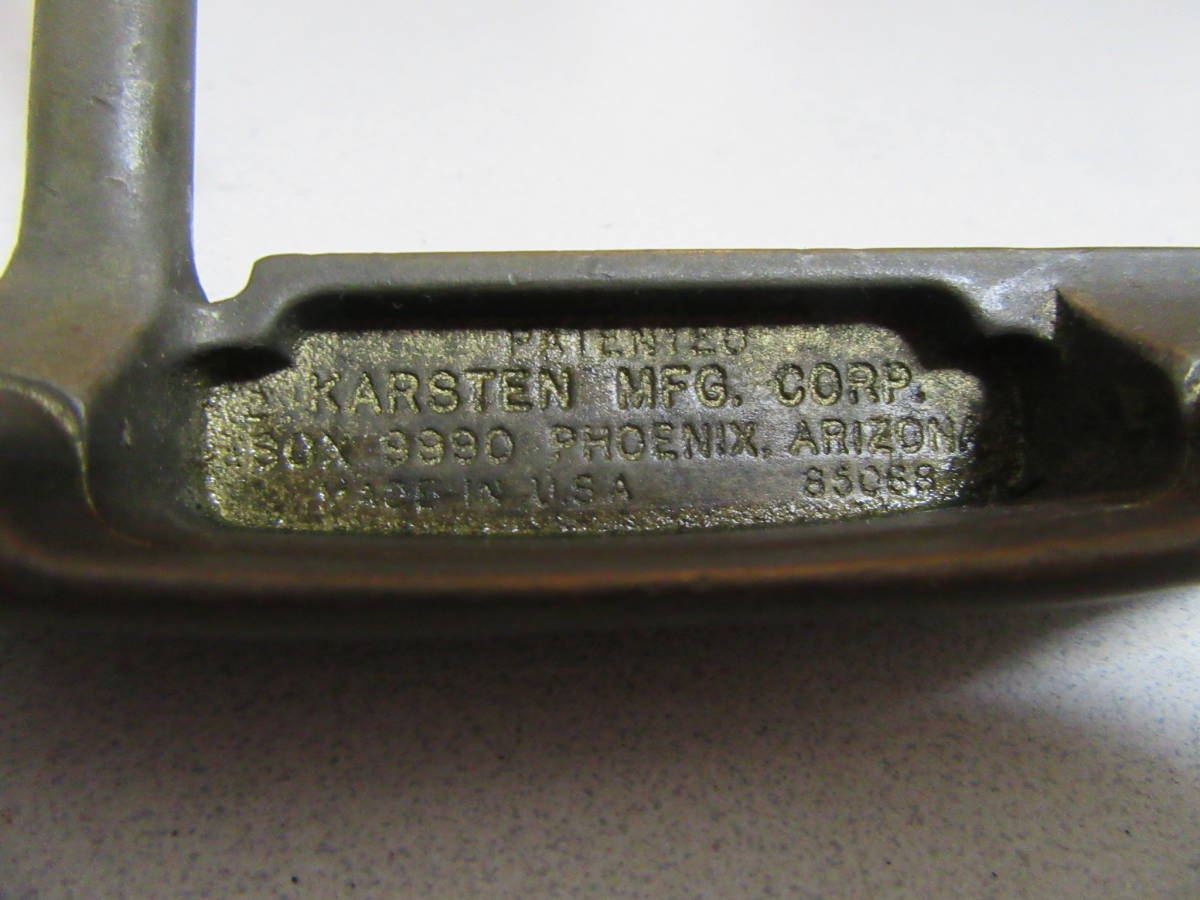 PATENTED
KARSTEN MFG. CORP.
BOX 9990 PHOENIX, ARIZONA
MADE IN U.S.A 85068